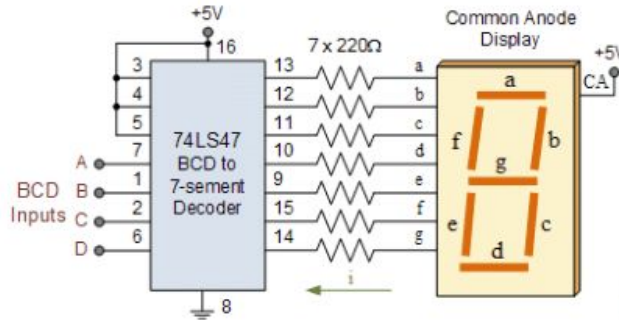 +5V
16
7 x 220Ω
Common Anode
Display
+5V
CA
3
13
a
a
4
12
b
5
11
c
f
b
74LS47
BCD to
7-sement
Decoder
A
7
10
d
g
BCD
Inputs
B
1
9
e
C
2
15
f
e
c
D
6
14
g
d
8
i